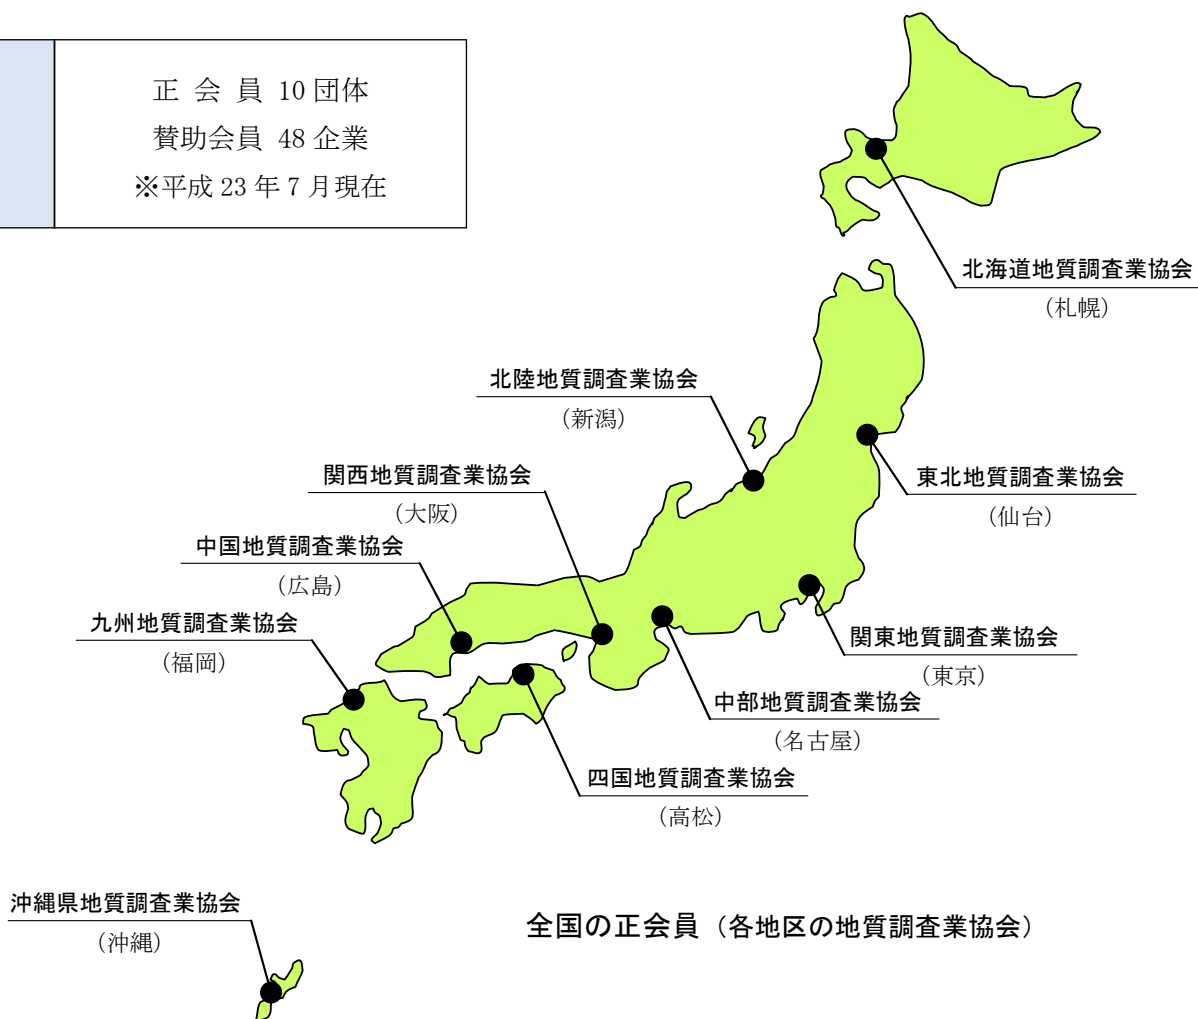 正 会 員 10 団体
賛助会員 48 企業
※平成 23 年 7 月現在
北海道地質調査業協会
（札幌）
北陸地質調査業協会
（新潟）
関西地質調査業協会
（大阪）
東北地質調査業協会
（仙台）
中国地質調査業協会
（広島）
九州地質調査業協会
（福岡）
関東地質調査業協会
（東京）
中部地質調査業協会
（名古屋）
四国地質調査業協会
（高松）
沖縄県地質調査業協会
（沖縄）
全国の正会員（各地区の地質調査業協会）